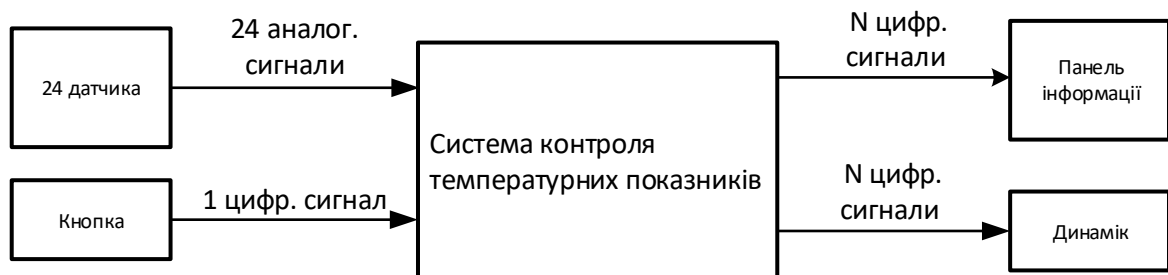 24 датчика
24 аналог.
сигнали
Кнопка
1 цифр. сигнал
Система контроля
температурних показників
N цифр.
сигнали
Панель
інформації
N цифр.
сигнали
Динамік